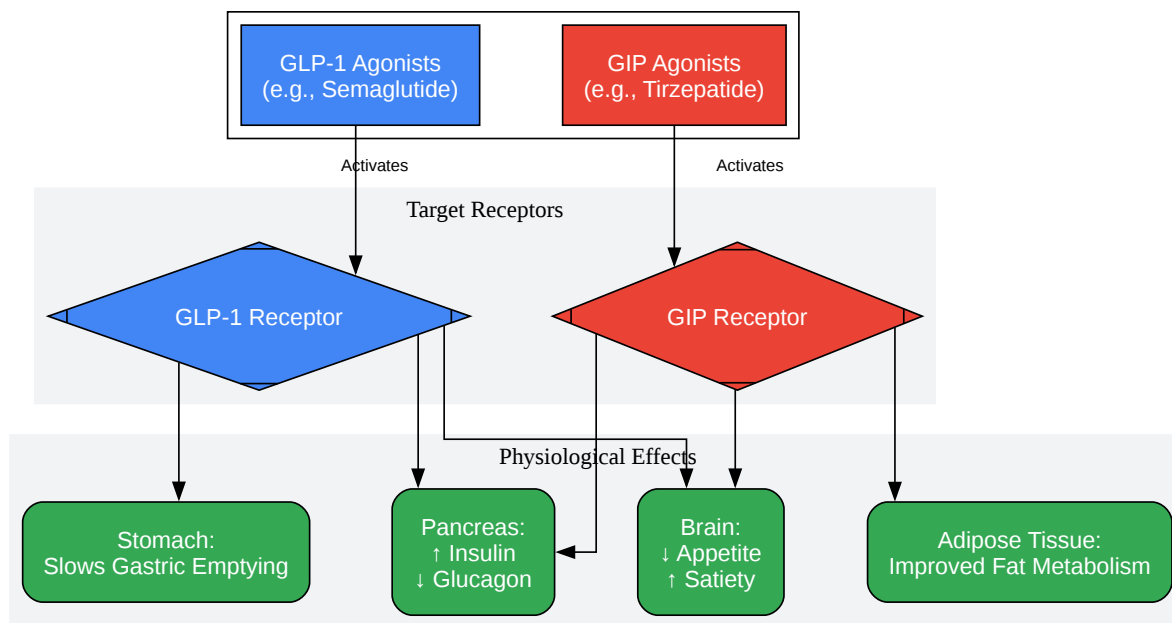 GLP-1 Agonists
(e.g., Semaglutide)
GIP Agonists
(e.g., Tirzepatide)
Activates
Activates
Target Receptors
GLP-1 Receptor
GIP Receptor
Physiological Effects
Stomach:
Slows Gastric Emptying
Pancreas:
↑ Insulin
↓ Glucagon
Brain:
↓ Appetite
↑ Satiety
Adipose Tissue:
Improved Fat Metabolism